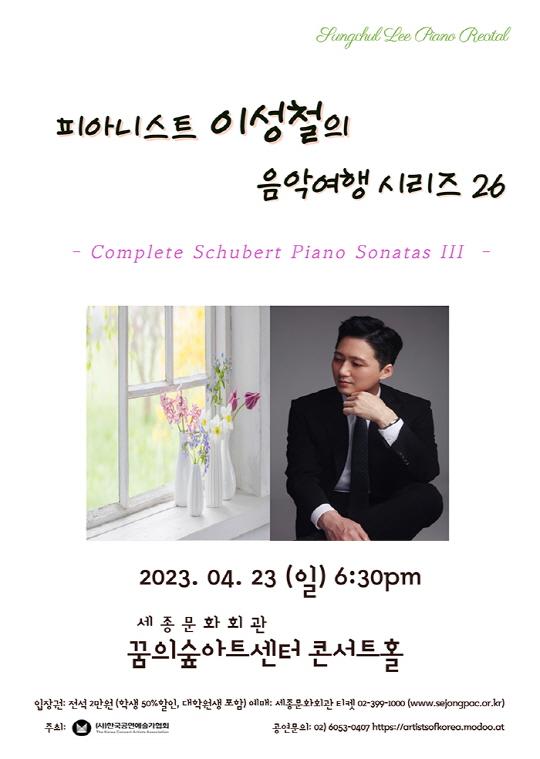 Sungchul Lee Piano Recital
피아니스트 이성철의
음악여행 시리즈 26
- Complete Schubert Piano Sonatas III -
2023. 04. 23 (일) 6:30pm
세종문화회관
꿈의숲아트센터 콘서트홀
입장권: 전석 2만원 (학생 50%할인, 대학원생 포함) 예매: 세종문화회관 티켓 02-399-1000 (www.sejongpac.or.kr)
주최: (사)한국공연예술가협회 공연문의: 02) 6053-0407 https://artistsofkorea.modoo.at
The Korea Concert Artists Association